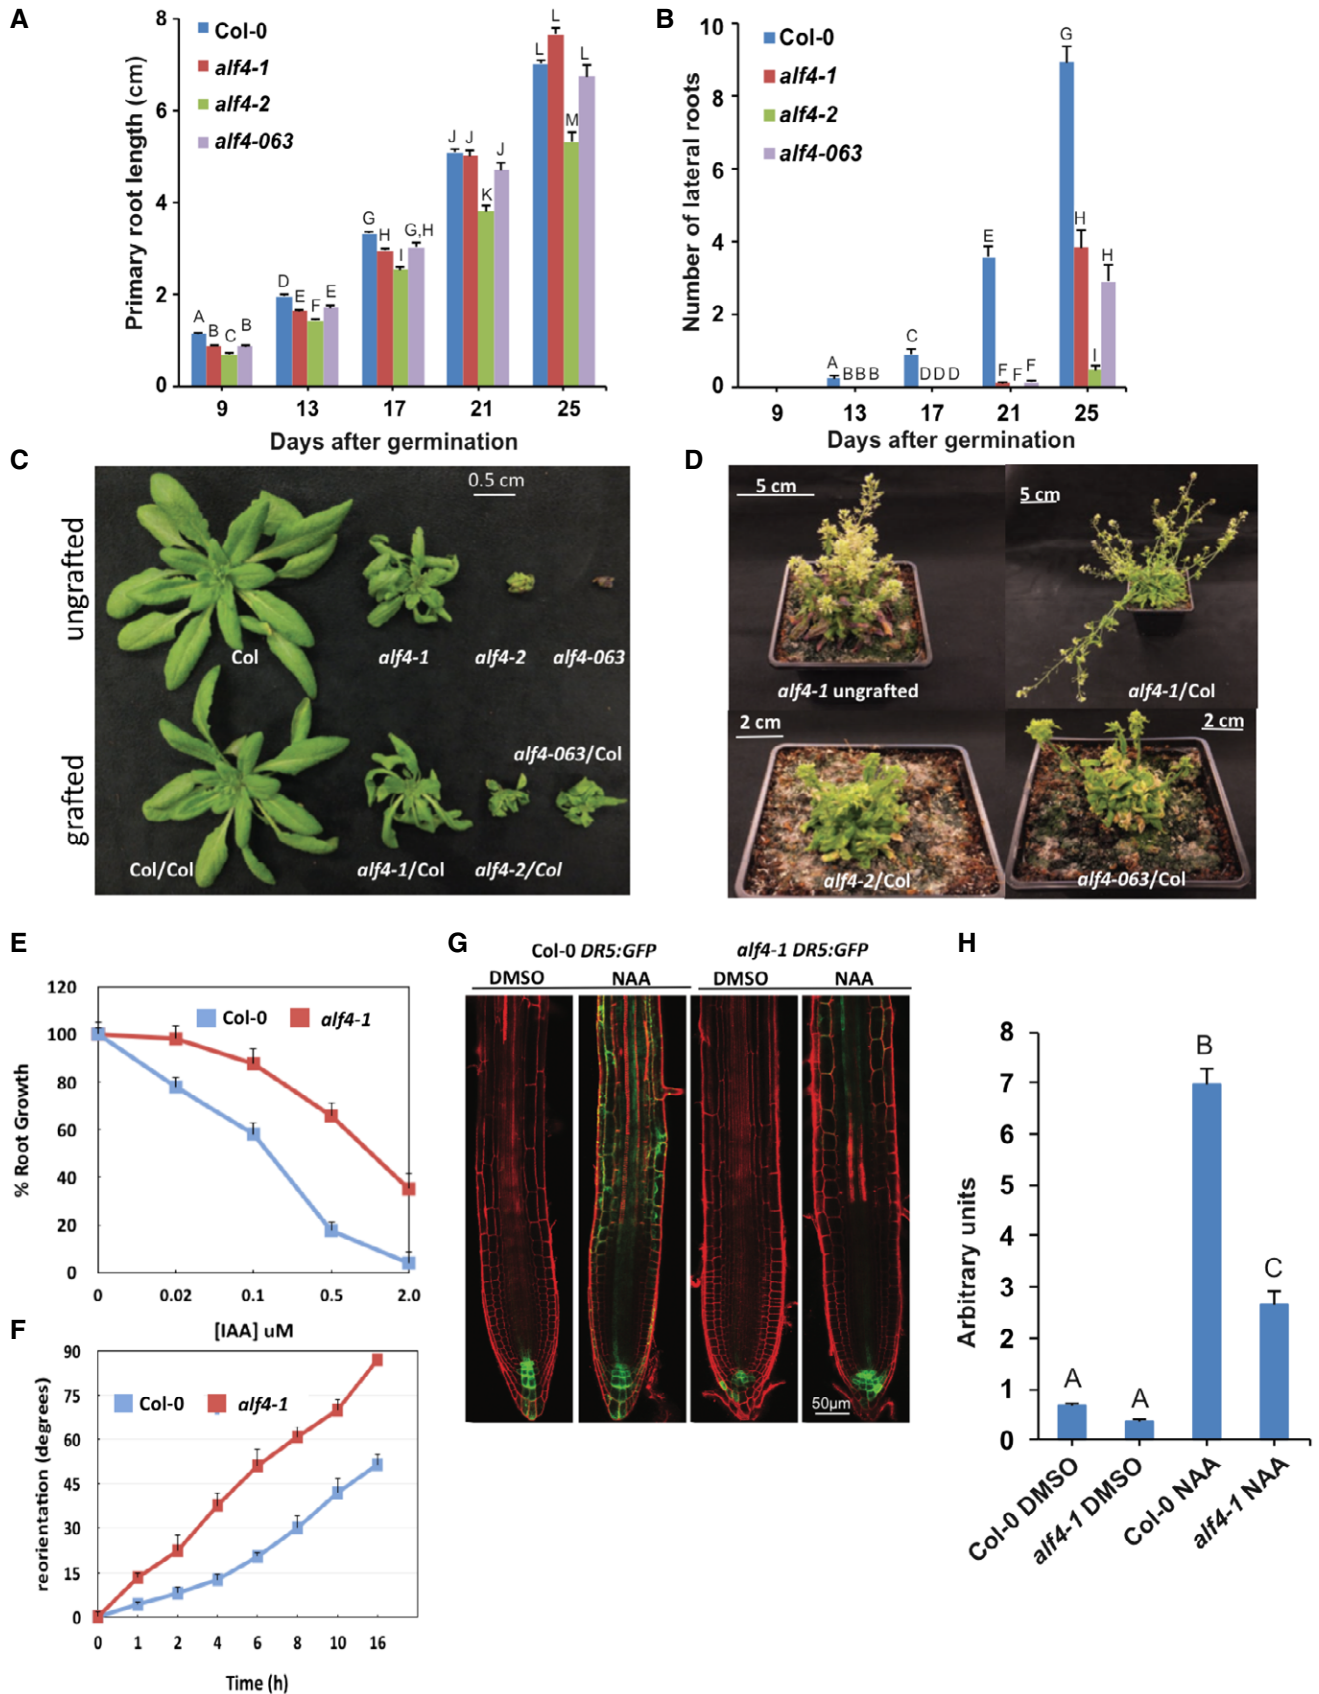 A
Primary root length (cm)
8
6
4
2
0
Col-0
alf4-1
alf4-2
alf4-063
A B C B
D E F E
G H I G,H
J J K J
L L M L
9 13 17 21 25
Days after germination
B
Number of lateral roots
10
8
6
4
2
0
Col-0
alf4-1
alf4-2
alf4-063
A B B B
C D D D
E F F F
G H I H
9 13 17 21 25
Days after germination
C
ungrafted
grafted
0.5 cm
Col alf4-1 alf4-2 alf4-063
alf4-063/Col
Col/Col alf4-1/Col alf4-2/Col
D
5 cm
alf4-1 ungrafted
5 cm
alf4-1/Col
2 cm
alf4-2/Col
2 cm
alf4-063/Col
E
% Root Growth
120
100
80
60
40
20
0
Col-0 alf4-1
0 0.02 0.1 0.5 2.0
[IAA] uM
F
reorientation (degrees)
90
75
60
45
30
15
0
Col-0 alf4-1
0 1 2 4 6 8 10 16
Time (h)
G
Col-0 DR5:GFP alf4-1 DR5:GFP
DMSO NAA DMSO NAA
50µm
H
Arbitrary units
8
7
6
5
4
3
2
1
0
A A B C
Col-0 DMSO
alf4-1 DMSO
Col-0 NAA
alf4-1 NAA